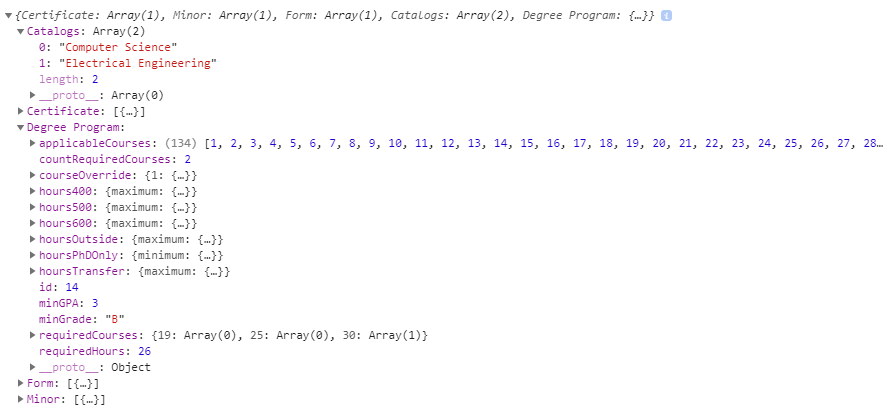 {Certificate: Array(1), Minor: Array(1), Form: Array(1), Catalogs: Array(2), Degree Program: {…}} i
Catalogs: Array(2)
0: "Computer Science"
1: "Electrical Engineering"
length: 2
__proto__: Array(0)
Certificate: [{…}]
Degree Program:
applicableCourses: (134) [1, 2, 3, 4, 5, 6, 7, 8, 9, 10, 11, 12, 13, 14, 15, 16, 17, 18, 19, 20, 21, 22, 23, 24, 25, 26, 27, 28…
countRequiredCourses: 2
courseOverride: {1: {…}}
hours400: {maximum: {…}}
hours500: {maximum: {…}}
hours600: {maximum: {…}}
hoursOutside: {maximum: {…}}
hoursPhDOnly: {minimum: {…}}
hoursTransfer: {maximum: {…}}
id: 14
minGPA: 3
minGrade: "B"
requiredCourses: {19: Array(0), 25: Array(0), 30: Array(1)}
requiredHours: 26
__proto__: Object
Form: [{…}]
Minor: [{…}]